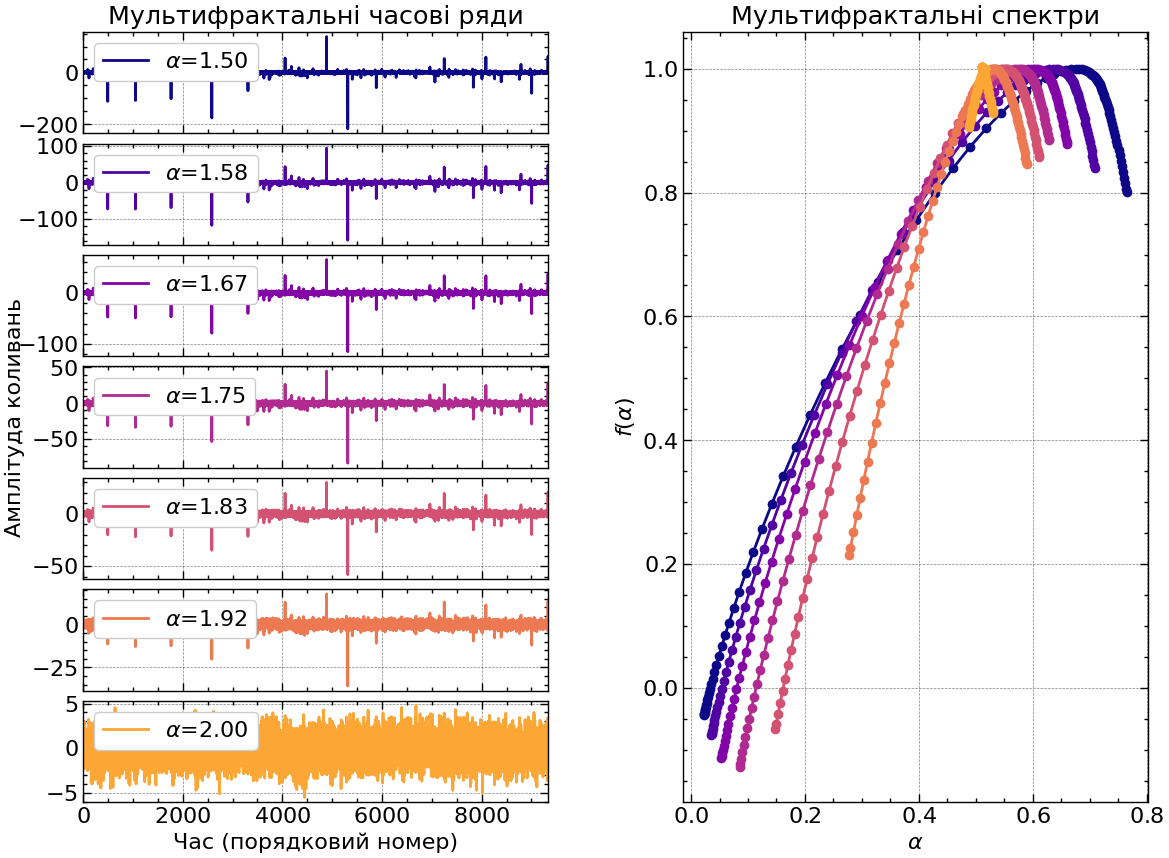 Мультифрактальні часові ряди
Амплітуда коливань
0
−200
α=1.50
100
0
−100
α=1.58
0
−100
α=1.67
50
0
−50
α=1.75
0
−50
α=1.83
0
−25
α=1.92
5
0
−5
α=2.00
0 2000 4000 6000 8000
Час (порядковий номер)
Мультифрактальні спектри
f(α)
1.0
0.8
0.6
0.4
0.2
0.0
0.0 0.2 0.4 0.6 0.8
α